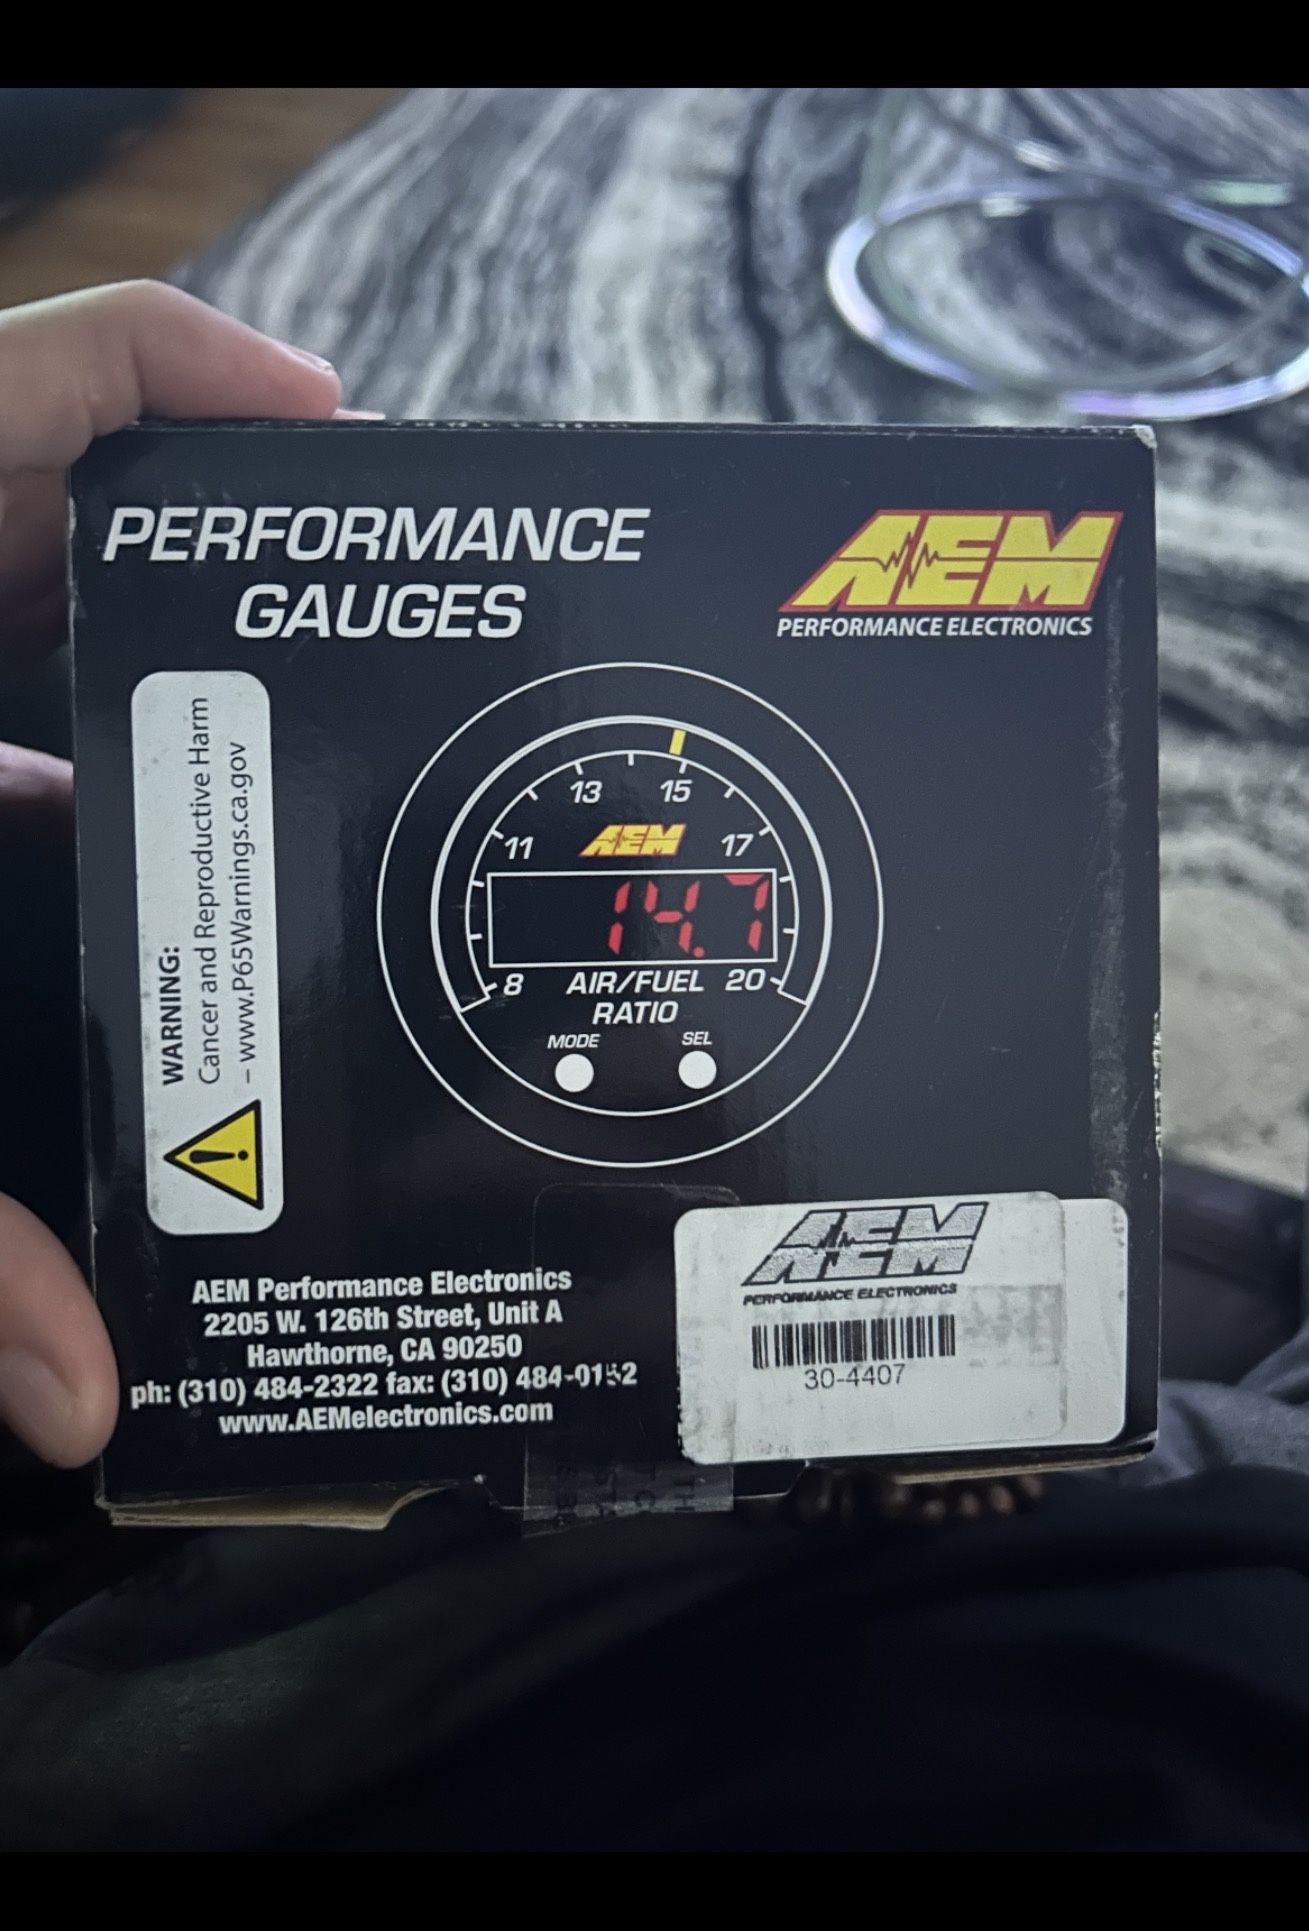 PERFORMANCE
GAUGES
AEM
PERFORMANCE ELECTRONICS
WARNING:
Cancer and Reproductive Harm
– www.P65Warnings.ca.gov
13 15
11 AEM 17
14.7
8 AIR/FUEL 20
RATIO
MODE SEL
AEM Performance Electronics
2205 W. 126th Street, Unit A
Hawthorne, CA 90250
ph: (310) 484-2322 fax: (310)
www.AEMelectronics.com
AEM
PERFORMANCE ELECTRONICS
30-4407